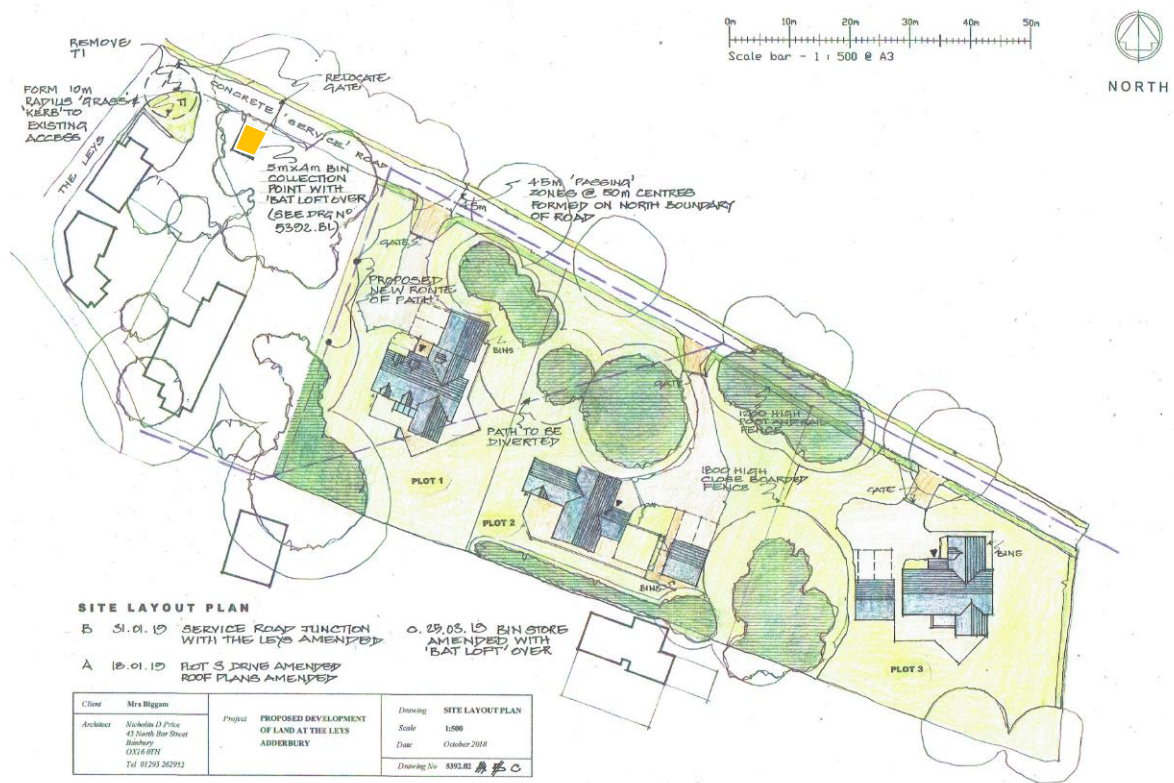 0m 10m 20m 30m 40m 50m
Scale bar - 1 : 500 @ A3
NORTH
REMOVE
T1
FORM 10m
RADIUS 'GRASS'
'KERB' TO
EXISTING
ACCESS
T1
THE LEYS
RELOCATE
GATE
CONCRETE 'SERVICE' ROAD
5m x 4m BIN
COLLECTION
POINT WITH
'BAT LOFT' OVER
(SEE DRG Nº
5392.BL)
4.5m 'PASSING'
ZONES @ 50m CENTRES
FORMED ON NORTH BOUNDARY
OF ROAD
4.5m
GATES
PROPOSED
NEW ROUTE
OF PATH
BINS
PATH TO BE
DIVERTED
GATE
1200 HIGH
POST AND RAIL
FENCE
1800 HIGH
CLOSE BOARDED
FENCE
GATE
PLOT 1
PLOT 2
BINS
BINS
PLOT 3
SITE LAYOUT PLAN
B 31.01.19 SERVICE ROAD JUNCTION
WITH THE LEYS AMENDED
A 18.01.19 PLOT 3 DRIVE AMENDED
ROOF PLANS AMENDED
C. 25.03.19 BIN STORE
AMENDED WITH
'BAT LOFT' OVER
Client Mrs Biggam
Architect Nicholas D Price
45 North Bar Street
Banbury
OX16 0TH
Tel 01295 262952
Project PROPOSED DEVELOPMENT
OF LAND AT THE LEYS
ADDERBURY
Drawing SITE LAYOUT PLAN
Scale 1:500
Date October 2018
Drawing No 5392.02 A B C